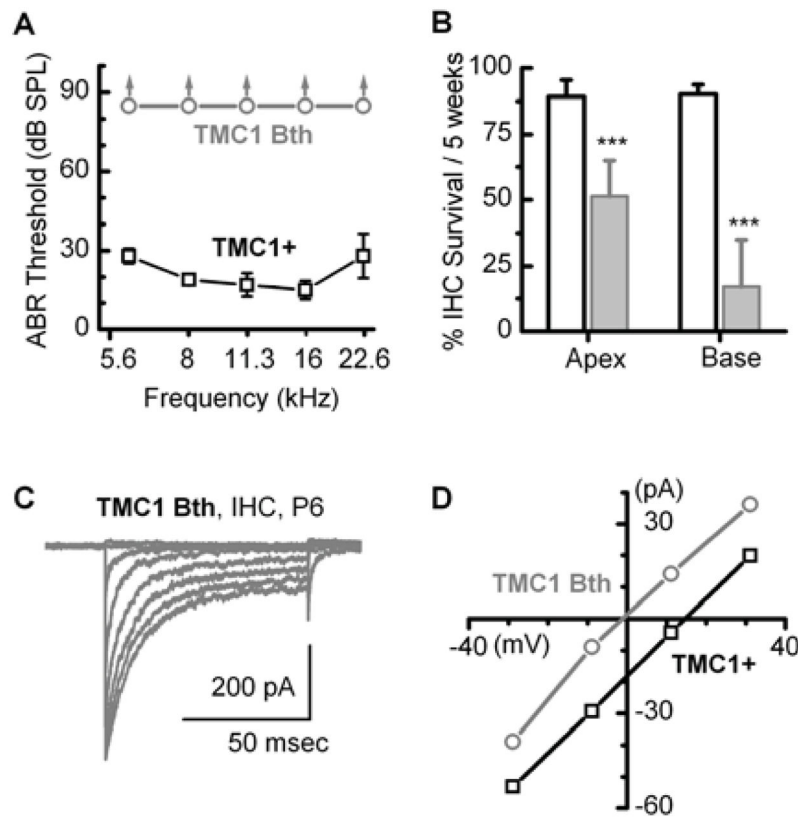 A
ABR Threshold (dB SPL)
90
60
30
0
TMC1 Bth
TMC1+
5.6 8 11.3 16 22.6
Frequency (kHz)
B
% IHC Survival / 5 weeks
100
75
50
25
0
***
***
Apex Base
C
TMC1 Bth, IHC, P6
200 pA
50 msec
D
(pA)
30
TMC1 Bth
-40 (mV) 40
TMC1+
-30
-60